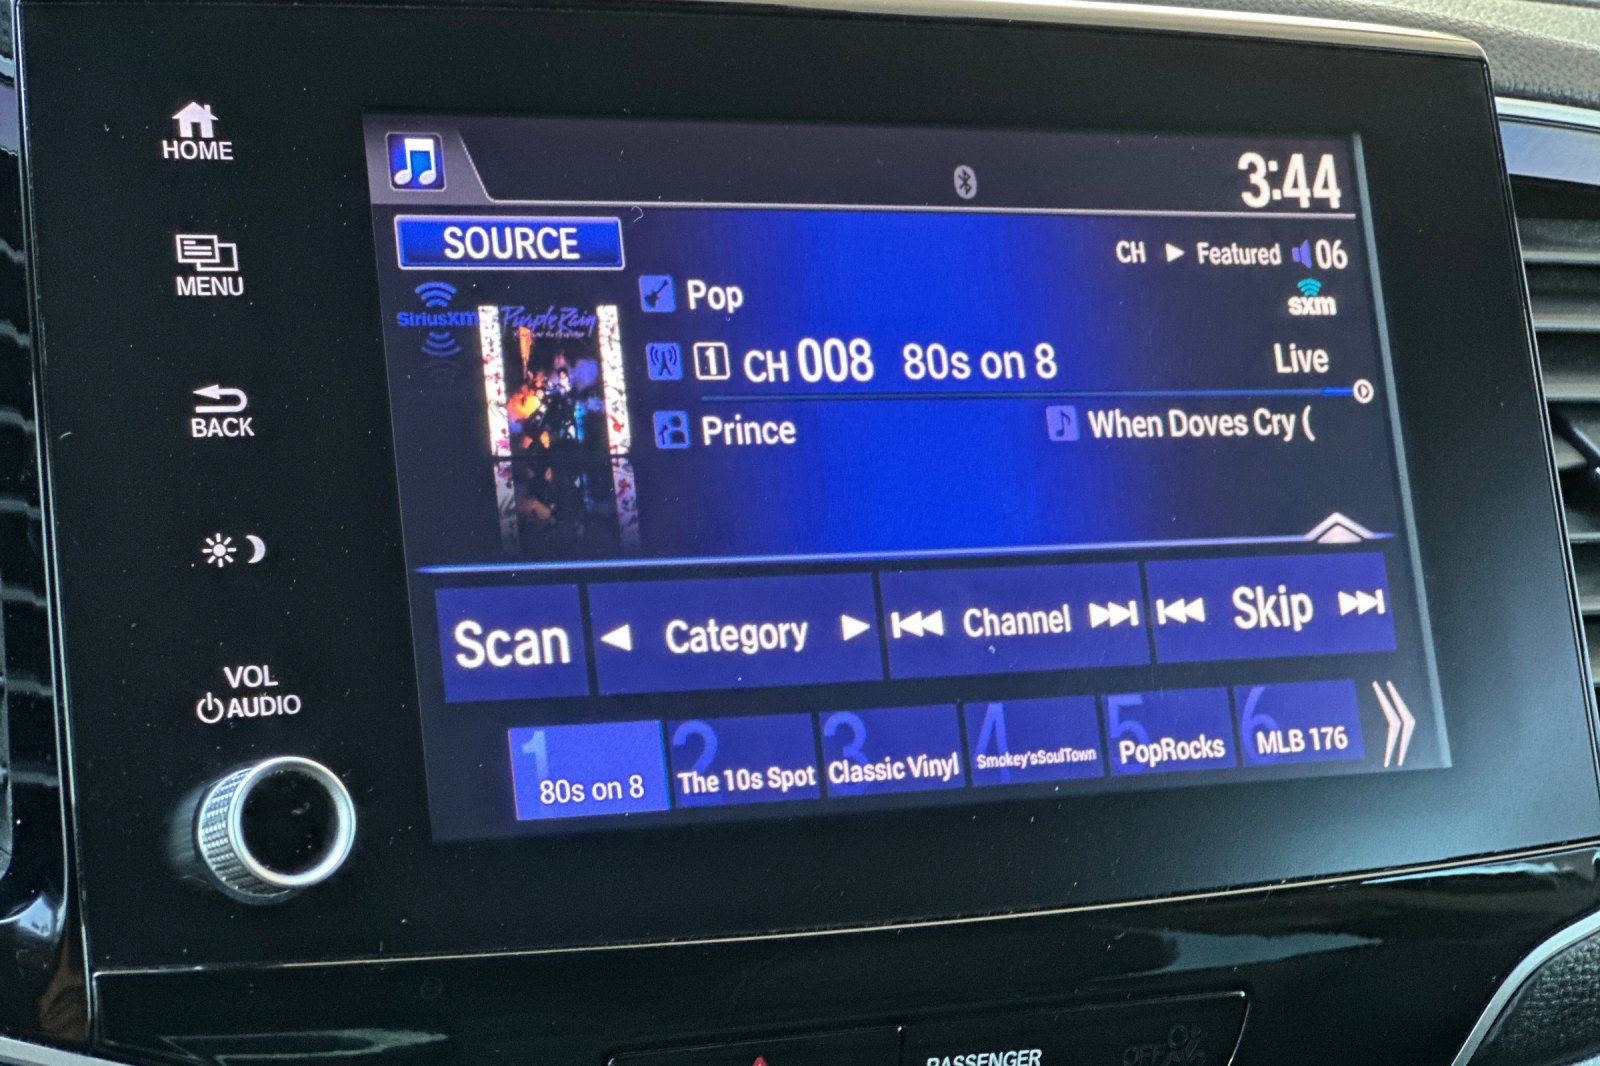 HOME
MENU
BACK
VOL
AUDIO
3:44
SOURCE
CH ▶ Featured 06
SiriusXM
Purple Rain
Pop
sxm
1 CH 008 80s on 8 Live
Prince When Doves Cry (
Scan
Category
Channel
Skip
1 80s on 8
2 The 10s Spot
3 Classic Vinyl
4 Smokey'sSoulTown
5 PopRocks
6 MLB 176
PASSENGER
OFF